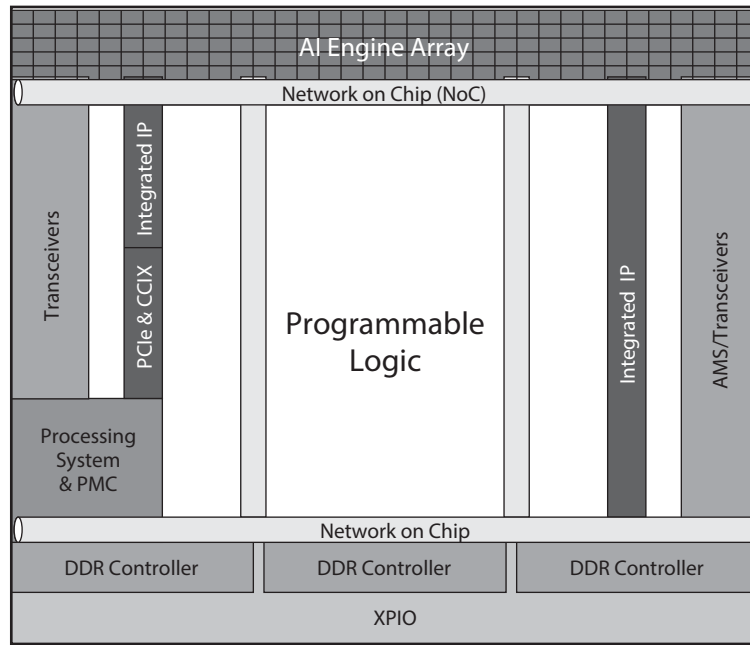 AI Engine Array
Network on Chip (NoC)
Transceivers
Integrated IP
PCIe & CCIX
Programmable
Logic
Integrated IP
AMS/Transceivers
Processing
System
& PMC
Network on Chip
DDR Controller
DDR Controller
DDR Controller
XPIO